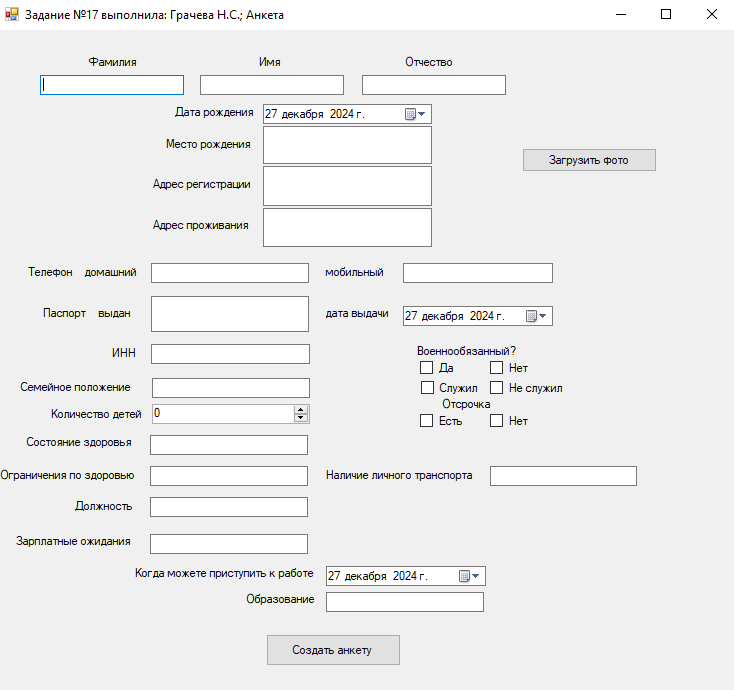 Задание №17 выполнила: Грачева Н.С.; Анкета
Фамилия Имя Отчество
Дата рождения 27 декабря 2024 г.
Место рождения
Загрузить фото
Адрес регистрации
Адрес проживания
Телефон домашний мобильный
Паспорт выдан дата выдачи 27 декабря 2024 г.
ИНН Военнообязанный?
Да Нет
Семейное положение Служил Не служил
Отсрочка
Количество детей 0
Есть Нет
Состояние здоровья
Ограничения по здоровью Наличие личного транспорта
Должность
Зарплатные ожидания
Когда можете приступить к работе 27 декабря 2024 г.
Образование
Создать анкету